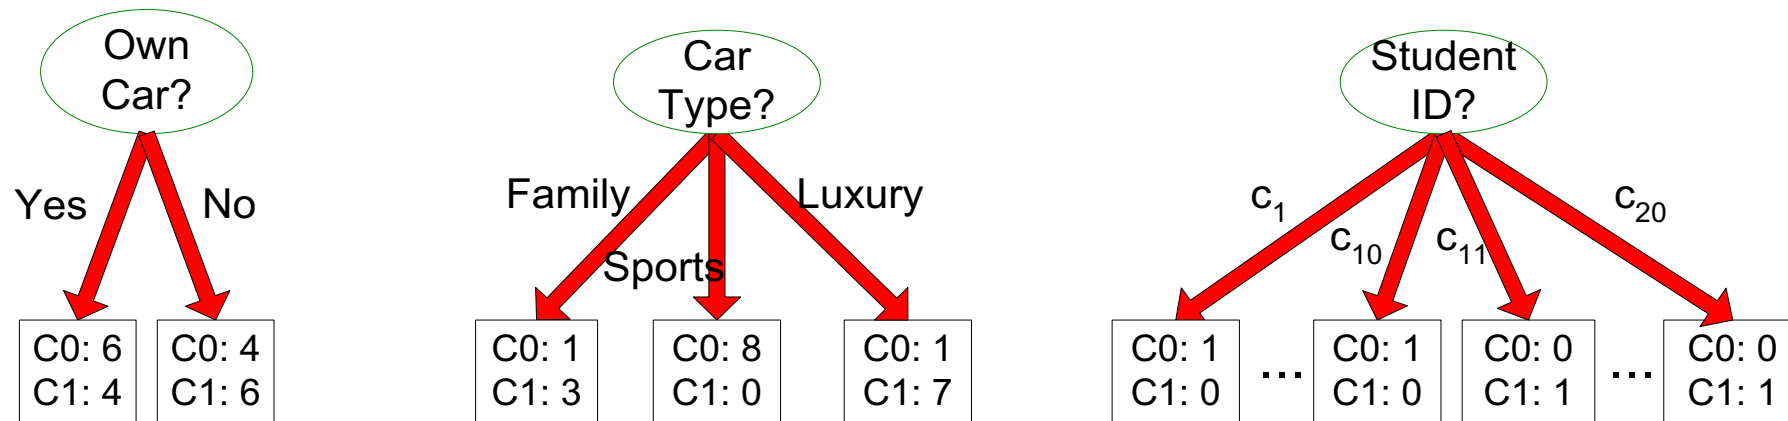 Own
Car?
Yes
No
C0: 6
C1: 4
C0: 4
C1: 6
Car
Type?
Family
Sports
Luxury
C0: 1
C1: 3
C0: 8
C1: 0
C0: 1
C1: 7
Student
ID?
c1
c10
c11
c20
C0: 1
C1: 0
...
C0: 1
C1: 0
C0: 0
C1: 1
...
C0: 0
C1: 1